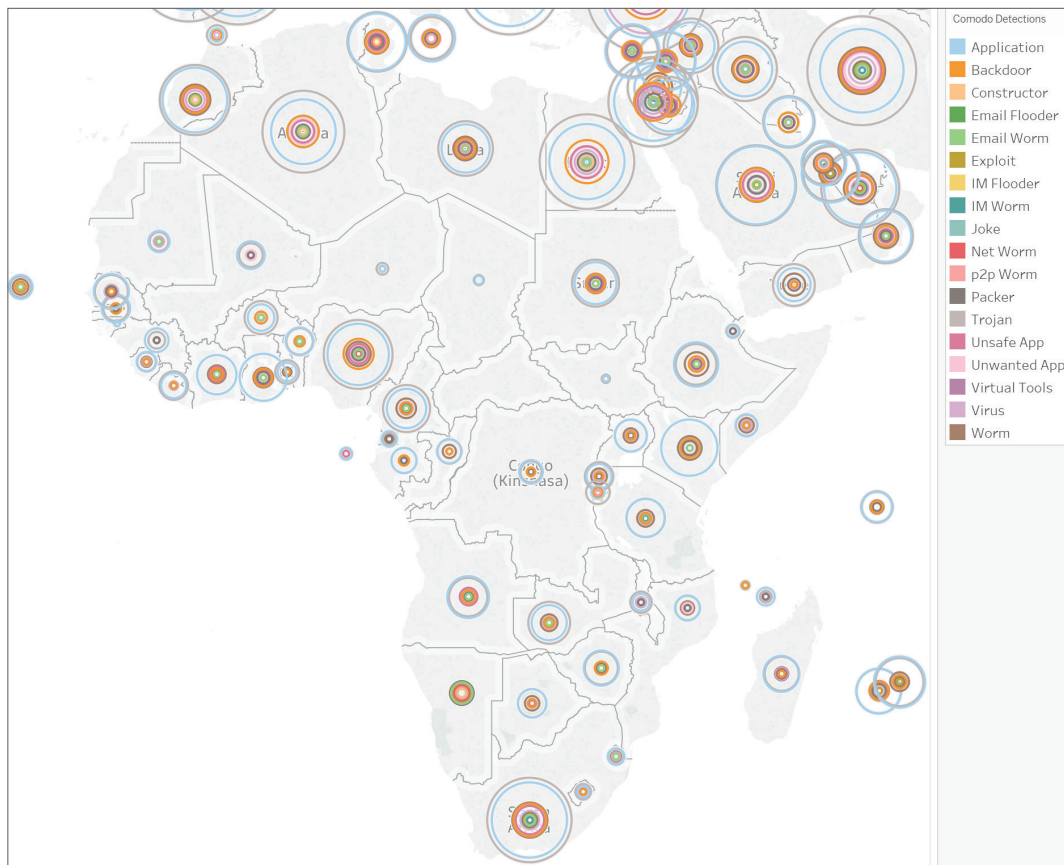 Comodo Detections
Application
Backdoor
Constructor
Email Flooder
Email Worm
Exploit
IM Flooder
IM Worm
Joke
Net Worm
p2p Worm
Packer
Trojan
Unsafe App
Unwanted App
Virtual Tools
Virus
Worm
Congo
(Kinshasa)